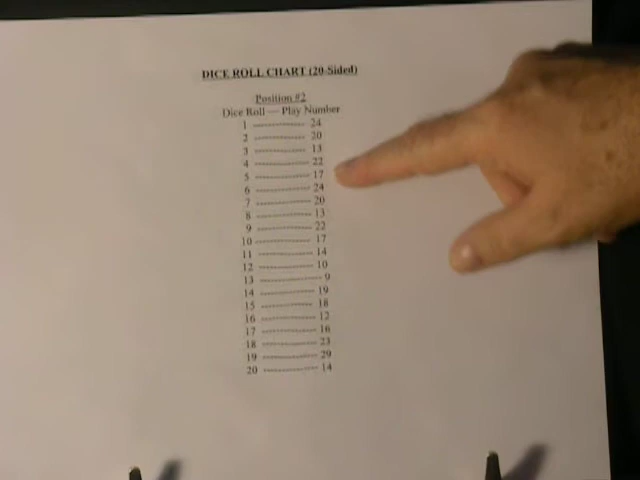 DICE ROLL CHART (20-Sided)
Position #2
Dice Roll --- Play Number
1 ---------------- 24
2 ---------------- 20
3 ---------------- 13
4 ---------------- 22
5 ---------------- 17
6 ---------------- 24
7 ---------------- 20
8 ---------------- 13
9 ---------------- 22
10 ---------------- 17
11 ---------------- 14
12 ---------------- 10
13 ---------------- 9
14 ---------------- 19
15 ---------------- 18
16 ---------------- 12
17 ---------------- 16
18 ---------------- 23
19 ---------------- 29
20 ---------------- 14